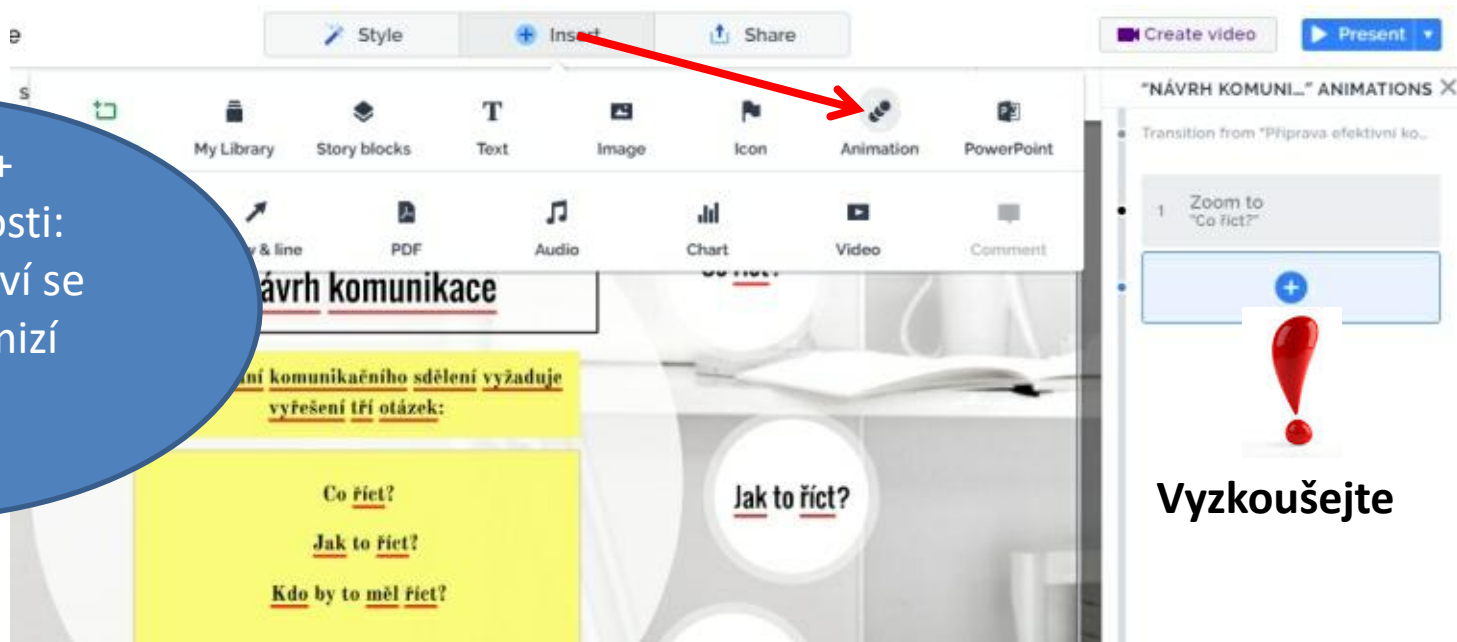 e
Style
Insert
Share
Create video
Present
s
My Library
Story blocks
Text
Image
Icon
Animation
PowerPoint
& line
PDF
Audio
Chart
Video
Comment
"NÁVRH KOMUNI..." ANIMATIONS
Transition from "Příprava efektivní ko...
1 Zoom to
"Co říct?"
+
osti:
ví se
mizí
ávrh komunikace
ní komunikačního sdělení vyžaduje
vyřešení tří otázek:
Co říct?
Jak to říct?
Kdo by to měl říct?
Jak to říct?
Vyzkoušejte